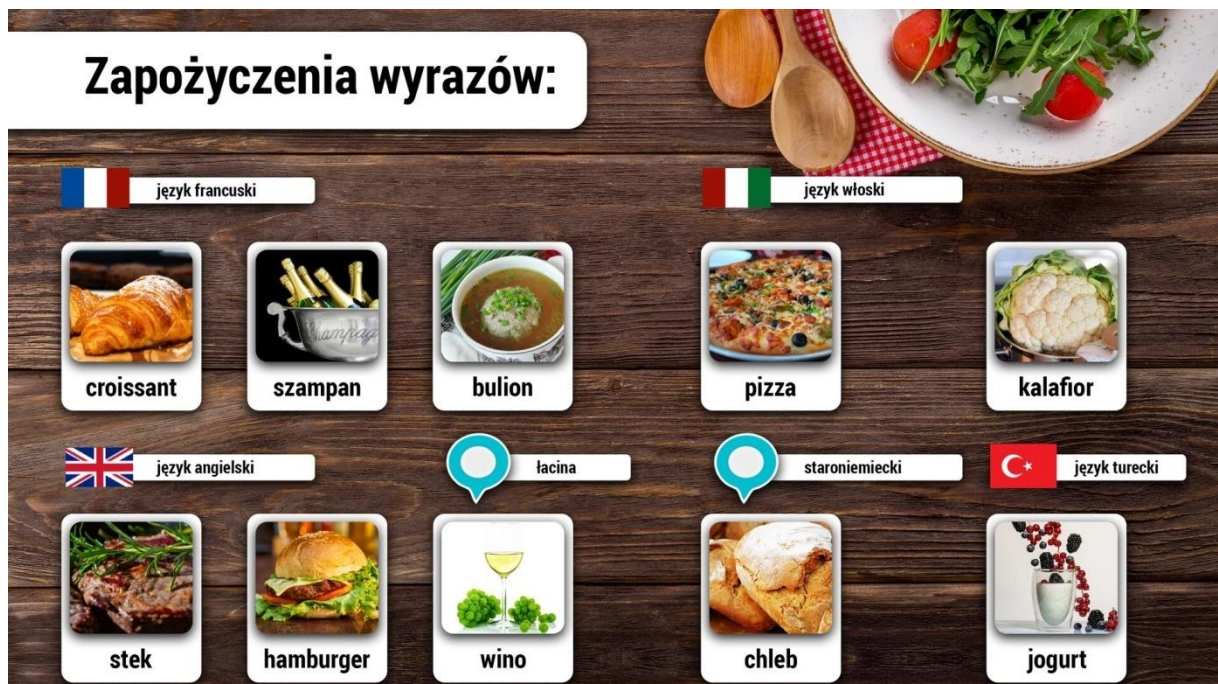 Zapożyczenia wyrazów:
język francuski
język włoski
croissant
szampan
bulion
pizza
kalafior
język angielski
łacina
staroniemiecki
język turecki
stek
hamburger
wino
chleb
jogurt